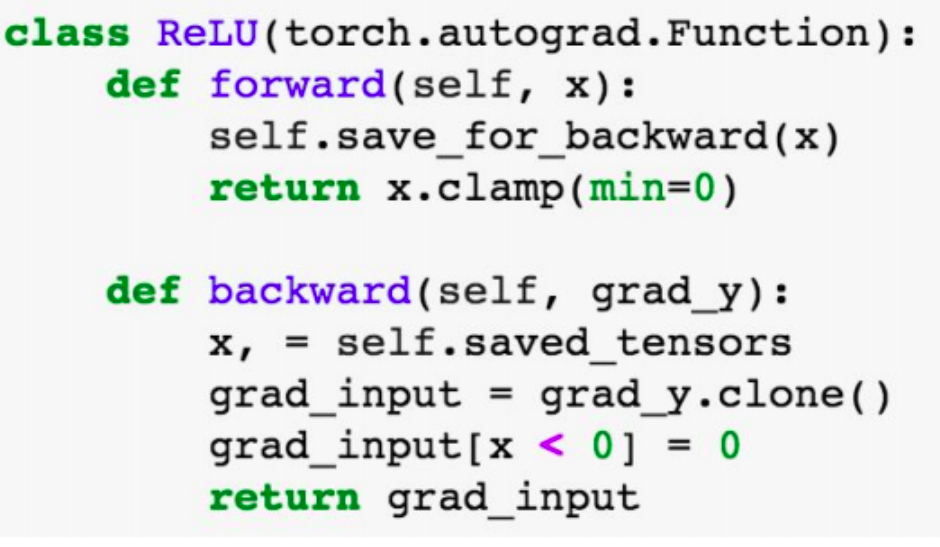 class ReLU(torch.autograd.Function):
    def forward(self, x):
        self.save_for_backward(x)
        return x.clamp(min=0)

    def backward(self, grad_y):
        x, = self.saved_tensors
        grad_input = grad_y.clone()
        grad_input[x < 0] = 0
        return grad_input